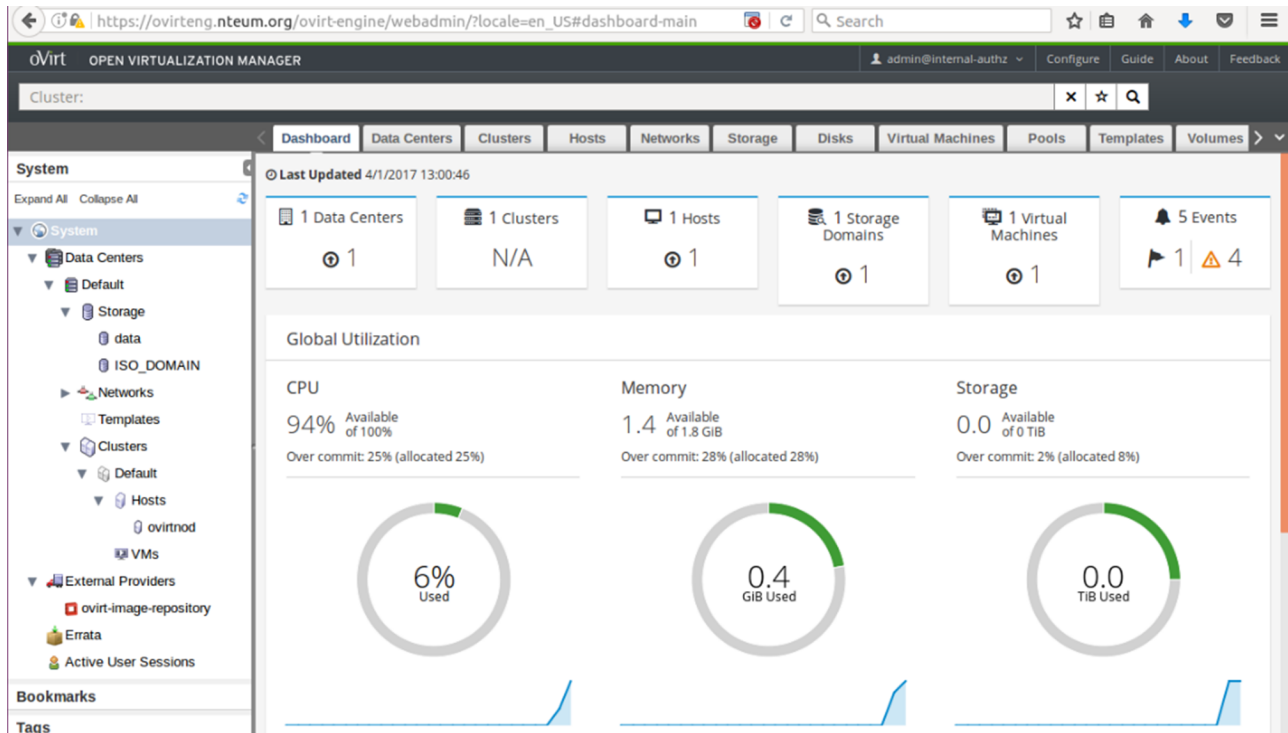 https://ovirteng.nteum.org/ovirt-engine/webadmin/?locale=en_US#dashboard-main
Search
oVirt OPEN VIRTUALIZATION MANAGER
admin@internal-authz
Configure
Guide
About
Feedback
Cluster:
Dashboard
Data Centers
Clusters
Hosts
Networks
Storage
Disks
Virtual Machines
Pools
Templates
Volumes
System
Expand All Collapse All
System
Data Centers
Default
Storage
data
ISO_DOMAIN
Networks
Templates
Clusters
Default
Hosts
ovirtnod
VMs
External Providers
ovirt-image-repository
Errata
Active User Sessions
Bookmarks
Tags
Last Updated 4/1/2017 13:00:46
1 Data Centers
1
1 Clusters
N/A
1 Hosts
1
1 Storage
Domains
1
1 Virtual
Machines
1
5 Events
1 4
Global Utilization
CPU
94% Available
of 100%
Over commit: 25% (allocated 25%)
6%
Used
Memory
1.4 Available
of 1.8 GiB
Over commit: 28% (allocated 28%)
0.4
GiB Used
Storage
0.0 Available
of 0 TiB
Over commit: 2% (allocated 8%)
0.0
TiB Used